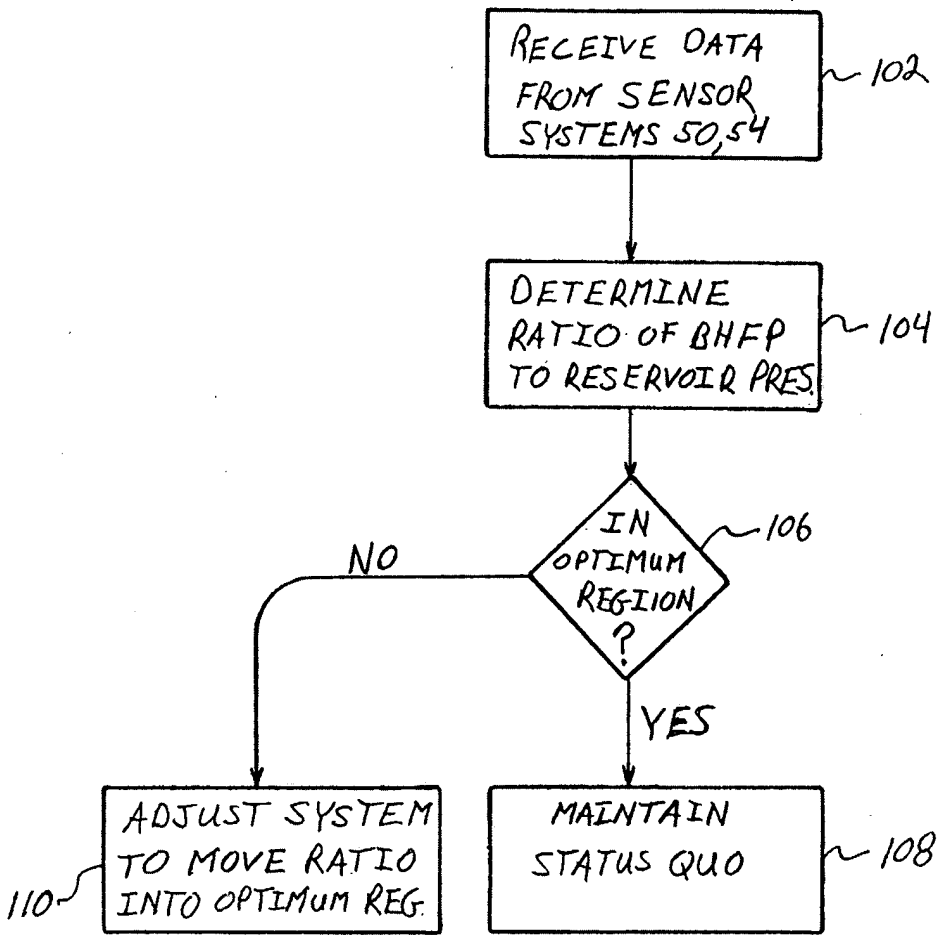 RECEIVE DATA
FROM SENSOR
SYSTEMS 50,54
102
DETERMINE
RATIO OF BHFP
TO RESERVOIR PRES.
104
IN
OPTIMUM
REGIION
?
106
NO
YES
ADJUST SYSTEM
TO MOVE RATIO
INTO OPTIMUM REG.
110
MAINTAIN
STATUS QUO
108